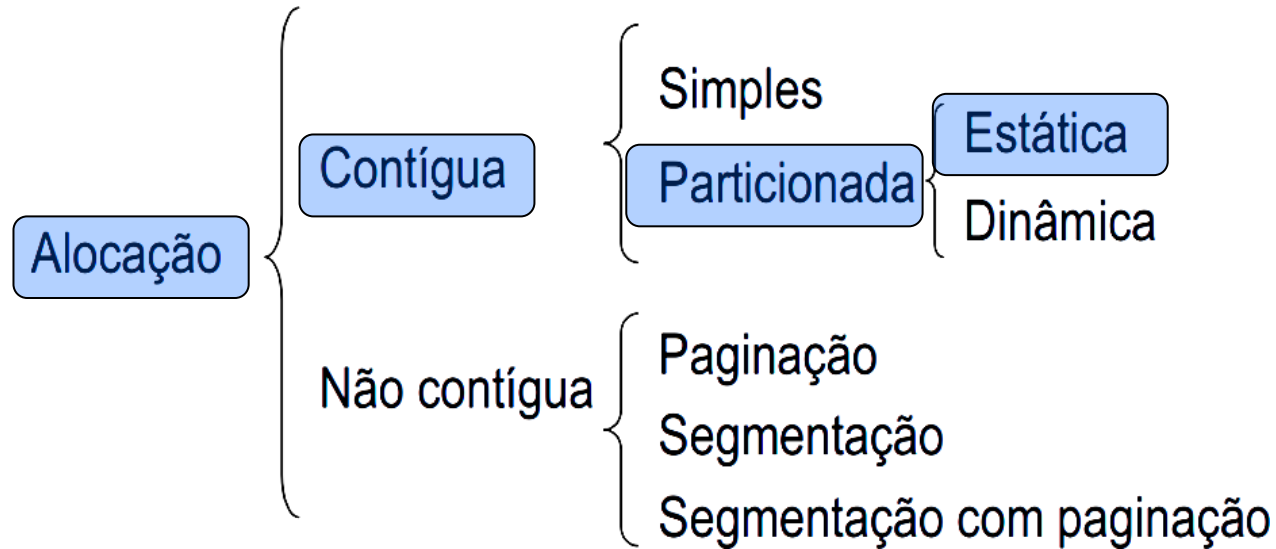 Alocação
Contígua
Simples
Particionada
Estática
Dinâmica
Não contígua
Paginação
Segmentação
Segmentação com paginação